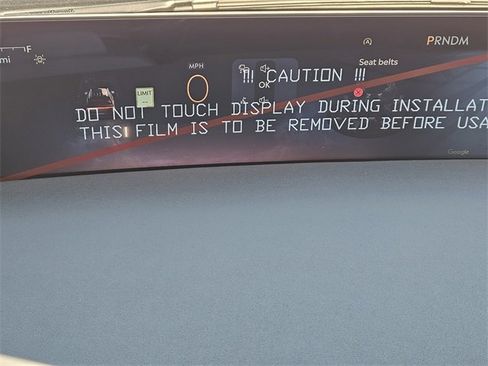 F
mi
MPH
0
LIMIT
--
OK
Seat belts
PRNDM
!!! CAUTION !!!
DO NOT TOUCH DISPLAY DURING INSTALLAT
THIS FILM IS TO BE REMOVED BEFORE USA
Google